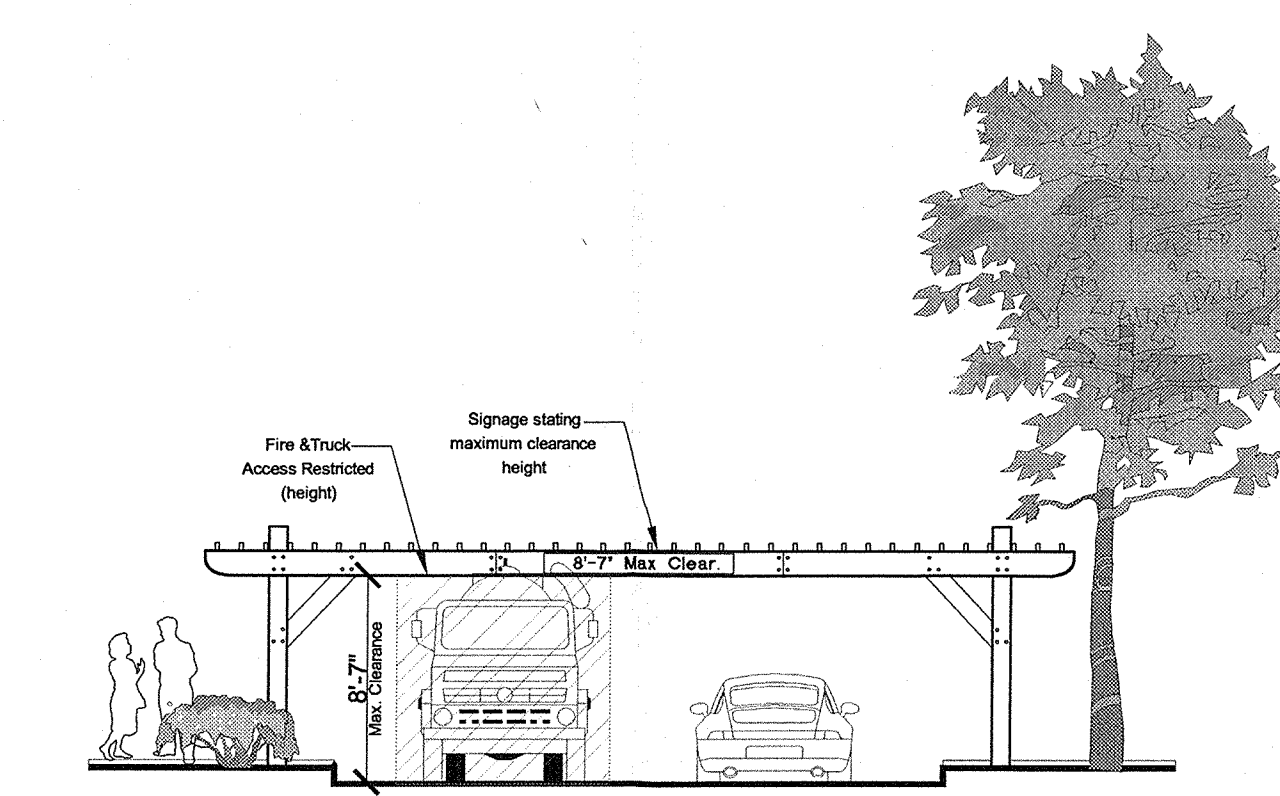 Signage stating
maximum clearance
height
Fire &Truck
Access Restricted
(height)
8'-7" Max Clear.
8'-7"
Max. Clearance